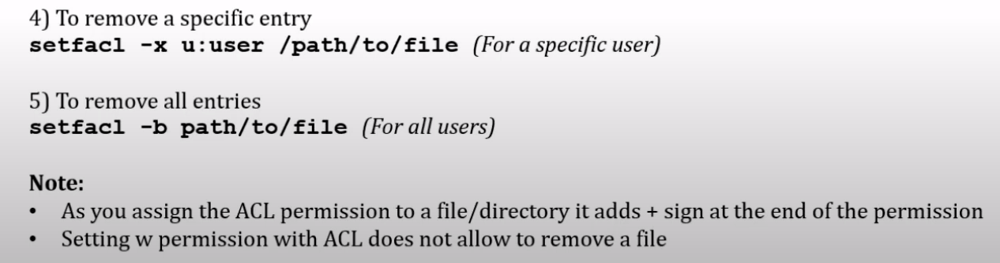 4) To remove a specific entry
setfacl -x u:user /path/to/file (For a specific user)
5) To remove all entries
setfacl -b path/to/file (For all users)
Note:
• As you assign the ACL permission to a file/directory it adds + sign at the end of the permission
• Setting w permission with ACL does not allow to remove a file